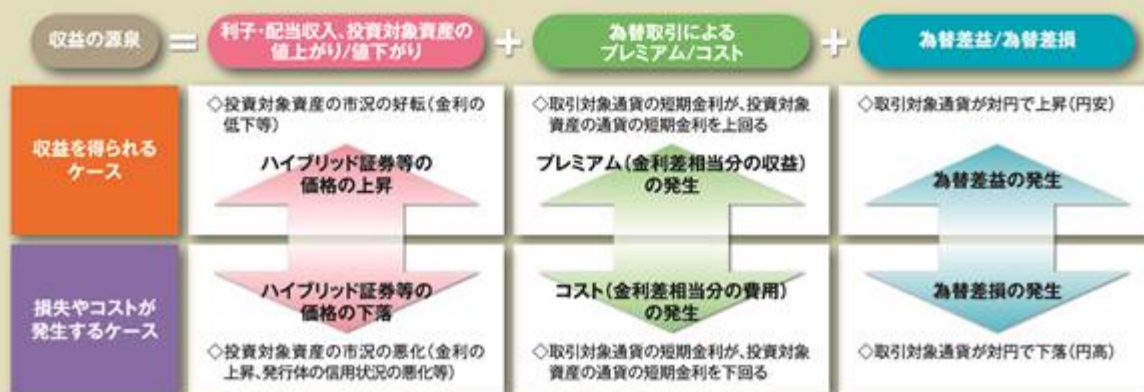 収益の源泉
=
利子・配当収入、投資対象資産の
値上がり/値下がり
+
為替取引による
プレミアム/コスト
+
為替差益/為替差損
収益を得られる
ケース
◇投資対象資産の市況の好転(金利の
低下等)
ハイブリッド証券等の
価格の上昇
◇取引対象通貨の短期金利が、投資対象
資産の通貨の短期金利を上回る
プレミアム(金利差相当分の収益)
の発生
◇取引対象通貨が対円で上昇(円安)
為替差益の発生
損失やコストが
発生するケース
ハイブリッド証券等の
価格の下落
◇投資対象資産の市況の悪化(金利の
上昇、発行体の信用状況の悪化等)
コスト(金利差相当分の費用)
の発生
◇取引対象通貨の短期金利が、投資対象
資産の通貨の短期金利を下回る
為替差損の発生
◇取引対象通貨が対円で下落(円高)